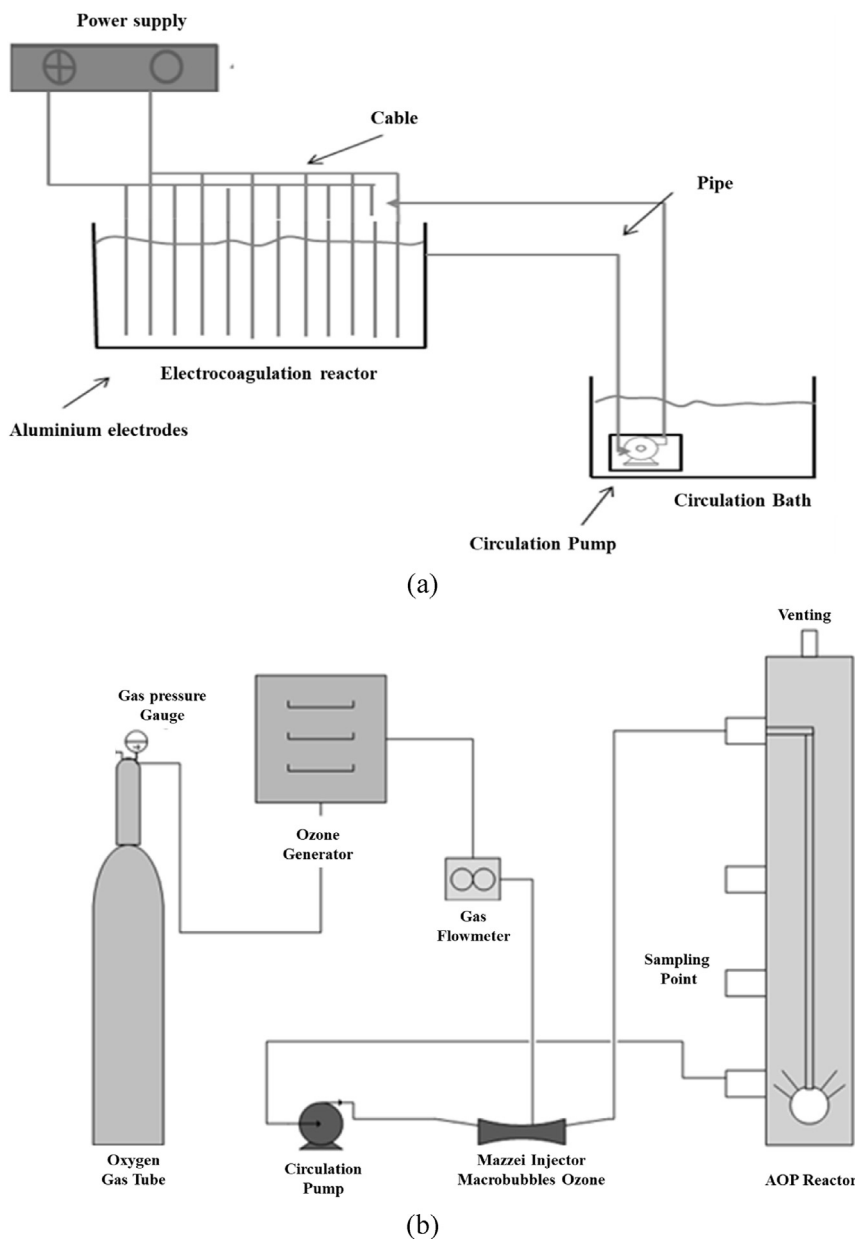 Power supply
Cable
Pipe
Electrocoagulation reactor
Aluminium electrodes
Circulation Bath
Circulation Pump
(a)
Venting
Gas pressure
Gauge
Ozone
Generator
Gas
Flowmeter
Sampling
Point
Oxygen
Gas Tube
Circulation
Pump
Mazzei Injector
Macrobubbles Ozone
AOP Reactor
(b)